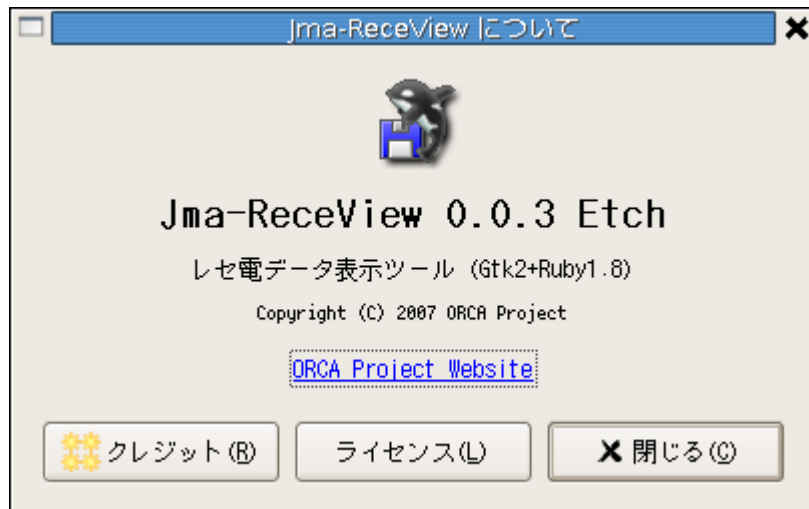 Jma-ReceView について
Jma-ReceView 0.0.3 Etch
レセ電データ表示ツール (Gtk2+Ruby1.8)
Copyright (C) 2007 ORCA Project
ORCA Project Website
クレジット(R) ライセンス(L) 閉じる(C)